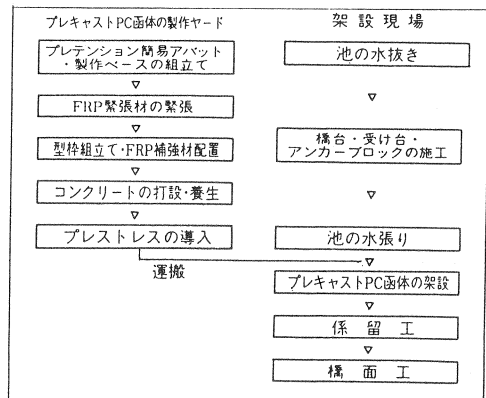 プレキャストPC函体の製作ヤード
プレテンション簡易アバット
・製作ベースの組立て
FRP緊張材の緊張
型枠組立て・FRP補強材配置
コンクリートの打設・養生
プレストレスの導入
運搬
架設現場
池の水抜き
橋台・受け台・
アンカーブロックの施工
池の水張り
プレキャストPC函体の架設
係留工
橋面工